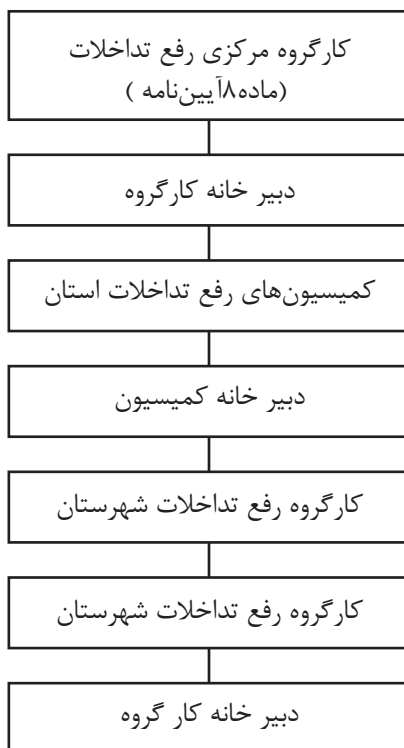 کارگروه مرکزی رفع تداخلات
(ماده۸آیین‌نامه )
دبیر خانه کارگروه
کمیسیون‌های رفع تداخلات استان
دبیر خانه کمیسیون
کارگروه رفع تداخلات شهرستان
کارگروه رفع تداخلات شهرستان
دبیر خانه کار گروه